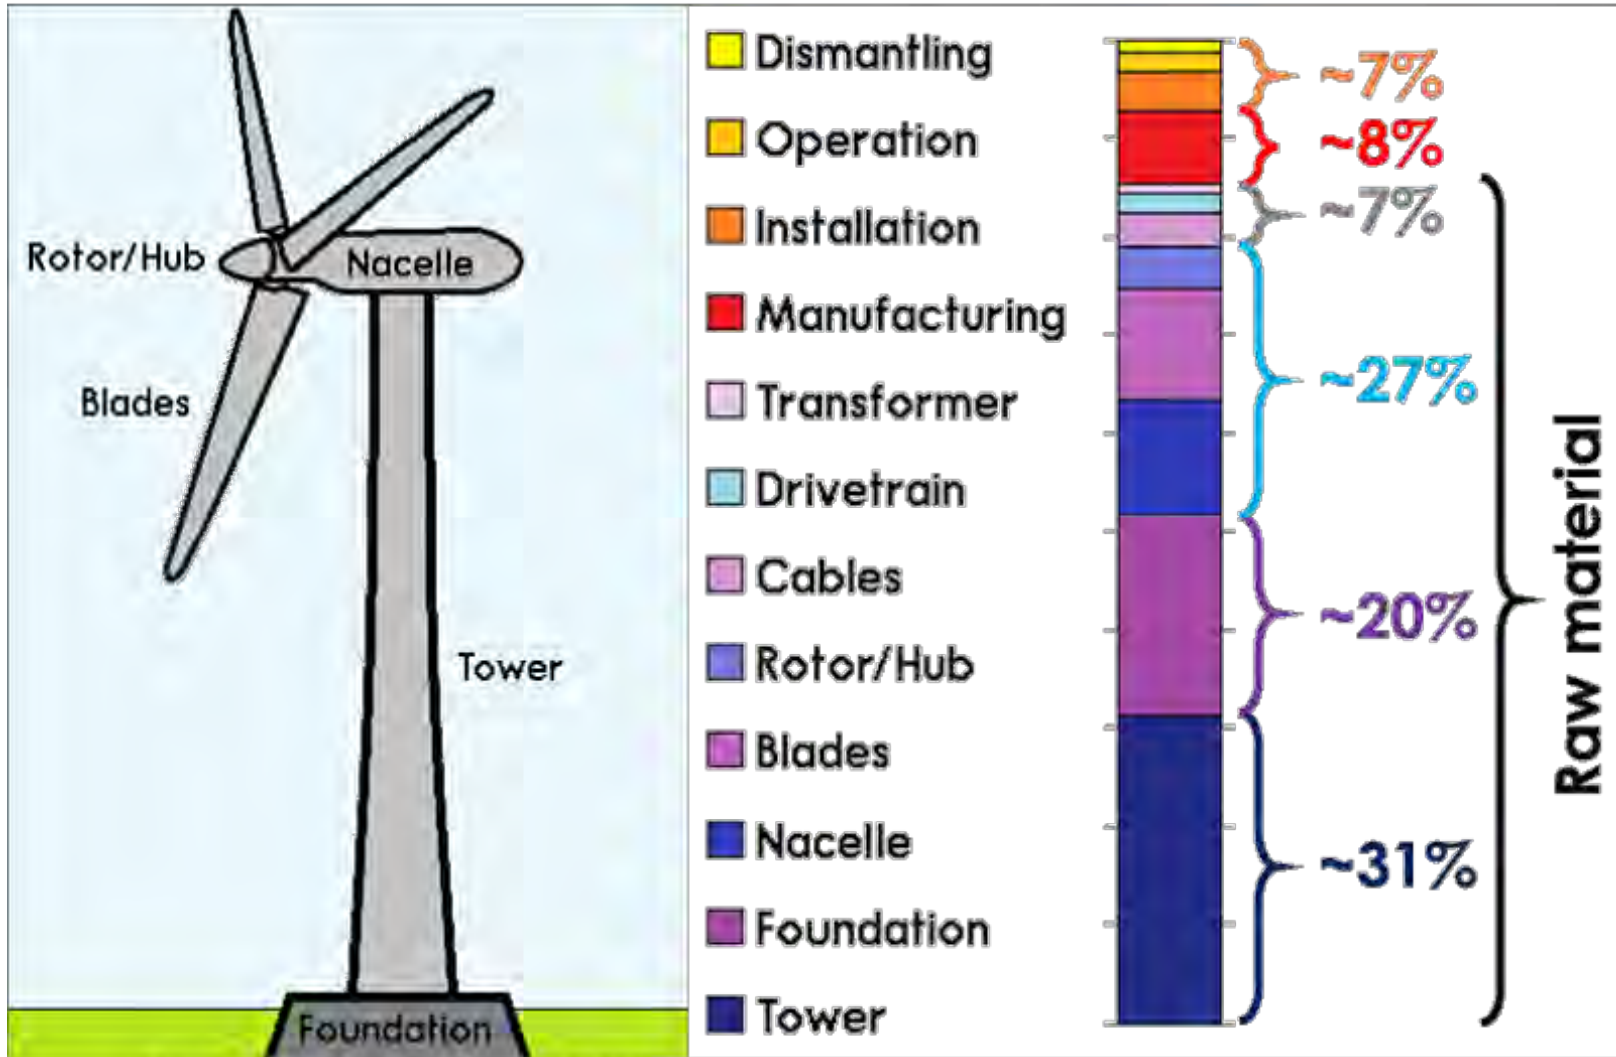 Rotor/Hub
Nacelle
Blades
Tower
Foundation
Dismantling
Operation
Installation
Manufacturing
Transformer
Drivetrain
Cables
Rotor/Hub
Blades
Nacelle
Foundation
Tower
~7%
~8%
~7%
~27%
~20%
~31%
Raw material